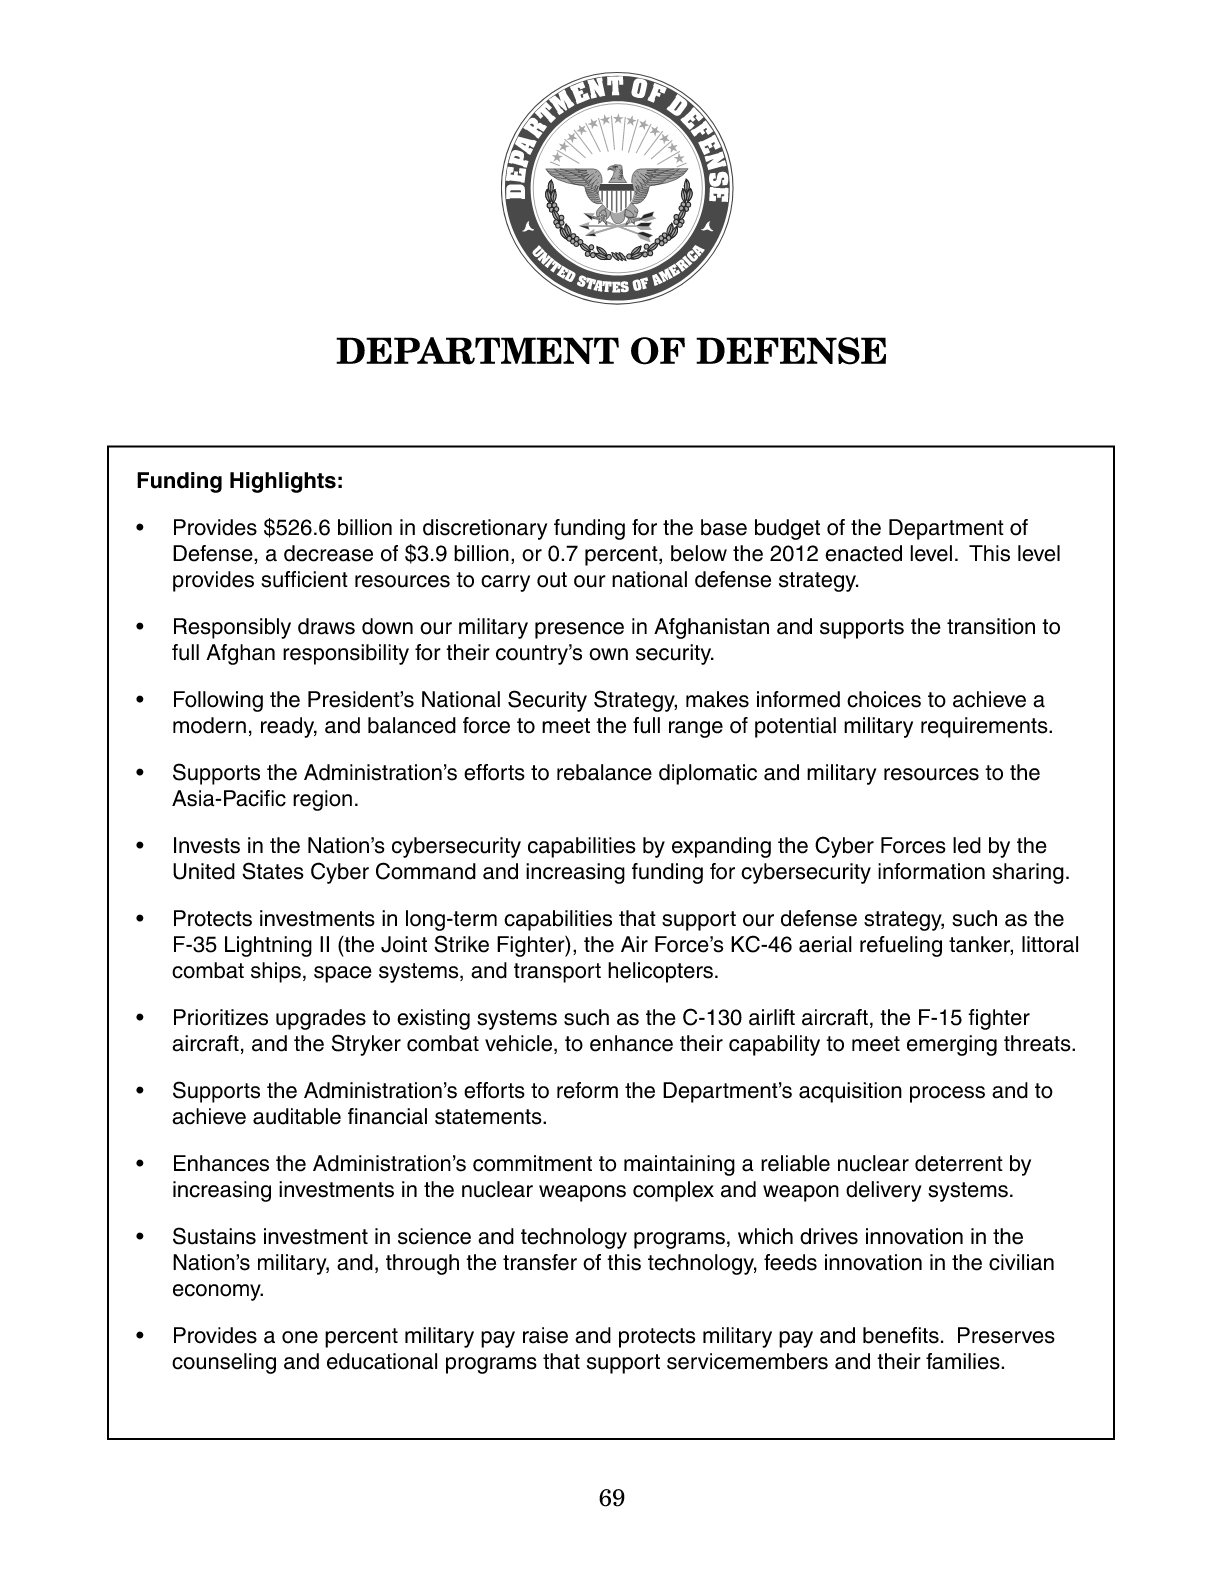 DEPARTMENT OF DEFENSE
UNITED STATES OF AMERICA
DEPARTMENT OF DEFENSE
Funding Highlights:
• Provides $526.6 billion in discretionary funding for the base budget of the Department of
Defense, a decrease of $3.9 billion, or 0.7 percent, below the 2012 enacted level.  This level
provides sufficient resources to carry out our national defense strategy.
• Responsibly draws down our military presence in Afghanistan and supports the transition to
full Afghan responsibility for their country’s own security.
• Following the President’s National Security Strategy, makes informed choices to achieve a
modern, ready, and balanced force to meet the full range of potential military requirements.
• Supports the Administration’s efforts to rebalance diplomatic and military resources to the
Asia-Pacific region.
• Invests in the Nation’s cybersecurity capabilities by expanding the Cyber Forces led by the
United States Cyber Command and increasing funding for cybersecurity information sharing.
• Protects investments in long-term capabilities that support our defense strategy, such as the
F-35 Lightning II (the Joint Strike Fighter), the Air Force’s KC-46 aerial refueling tanker, littoral
combat ships, space systems, and transport helicopters.
• Prioritizes upgrades to existing systems such as the C-130 airlift aircraft, the F-15 fighter
aircraft, and the Stryker combat vehicle, to enhance their capability to meet emerging threats.
• Supports the Administration’s efforts to reform the Department’s acquisition process and to
achieve auditable financial statements.
• Enhances the Administration’s commitment to maintaining a reliable nuclear deterrent by
increasing investments in the nuclear weapons complex and weapon delivery systems.
• Sustains investment in science and technology programs, which drives innovation in the
Nation’s military, and, through the transfer of this technology, feeds innovation in the civilian
economy.
• Provides a one percent military pay raise and protects military pay and benefits.  Preserves
counseling and educational programs that support servicemembers and their families.
69